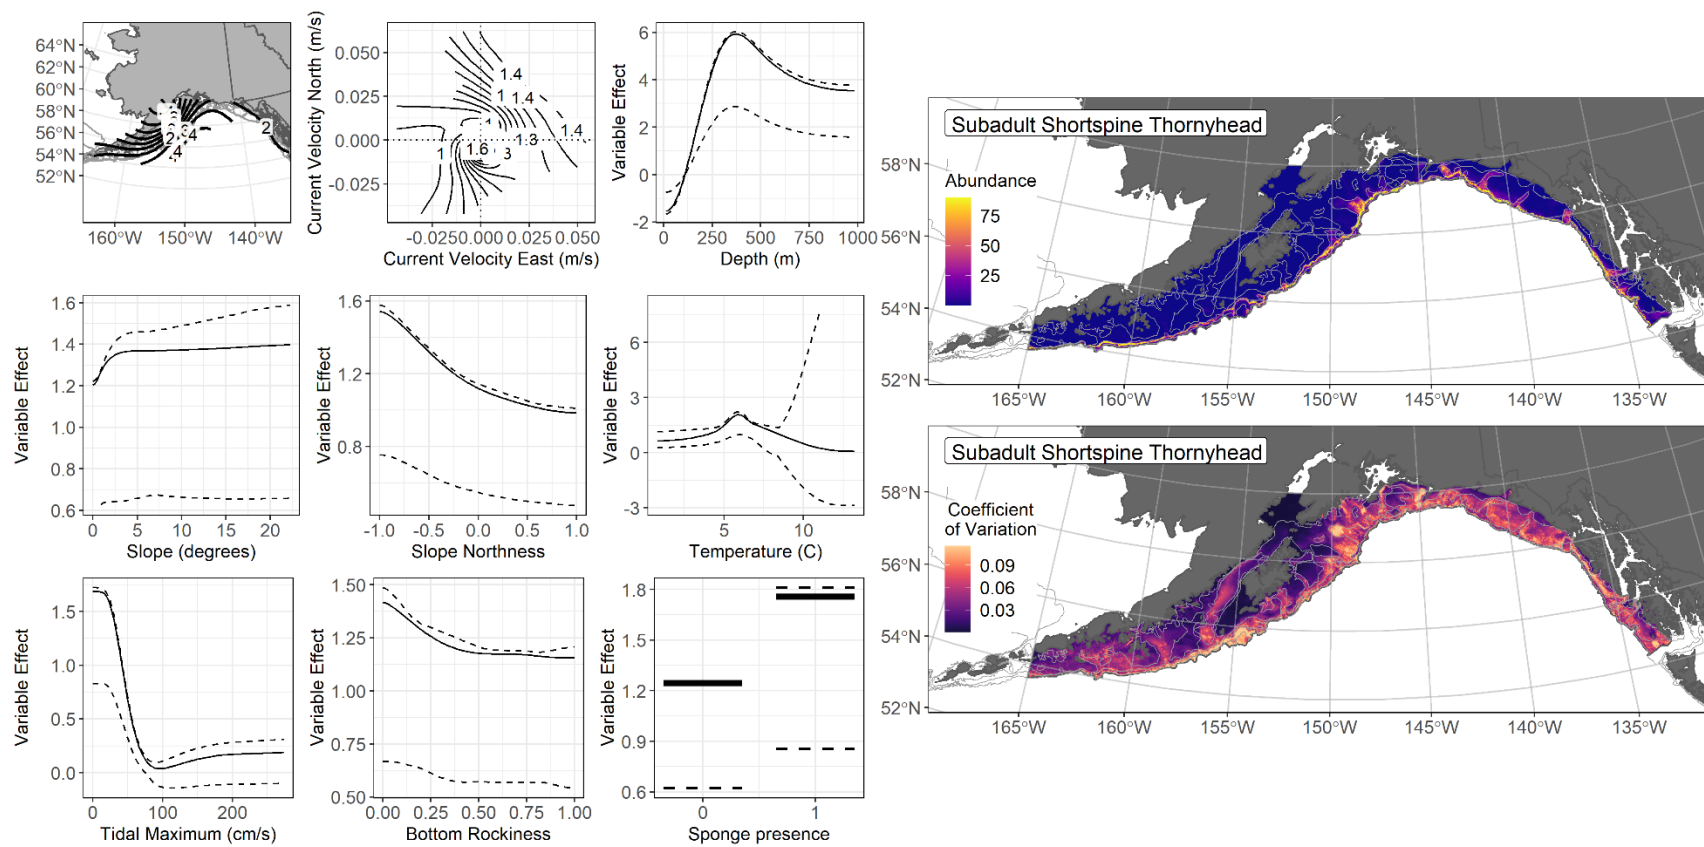 64°N
62°N
60°N
58°N
56°N
54°N
52°N
160°W
150°W
140°W
2
4
2
4
Current Velocity North (m/s)
0.050
0.025
0.000
-0.025
-0.025
0.000
0.025
0.050
Current Velocity East (m/s)
1.4
1
1.4
1.3
1.4
1
1.6
3
Variable Effect
6
4
2
0
-2
0
250
500
750
1000
Depth (m)
Variable Effect
1.6
1.4
1.2
1.0
0.8
0.6
0
5
10
15
20
Slope (degrees)
Variable Effect
1.6
1.2
0.8
-1.0
-0.5
0.0
0.5
1.0
Slope Northness
Variable Effect
6
3
0
-3
5
10
Temperature (C)
Variable Effect
1.5
1.0
0.5
0.0
0
100
200
Tidal Maximum (cm/s)
Variable Effect
1.50
1.25
1.00
0.75
0.50
0.00
0.25
0.50
0.75
1.00
Bottom Rockiness
Variable Effect
1.8
1.5
1.2
0.9
0.6
0
1
Sponge presence
Subadult Shortspine Thornyhead
Abundance
75
50
25
58°N
56°N
54°N
52°N
165°W
160°W
155°W
150°W
145°W
140°W
135°W
Subadult Shortspine Thornyhead
Coefficient
of Variation
0.09
0.06
0.03
58°N
56°N
54°N
52°N
165°W
160°W
155°W
150°W
145°W
140°W
135°W